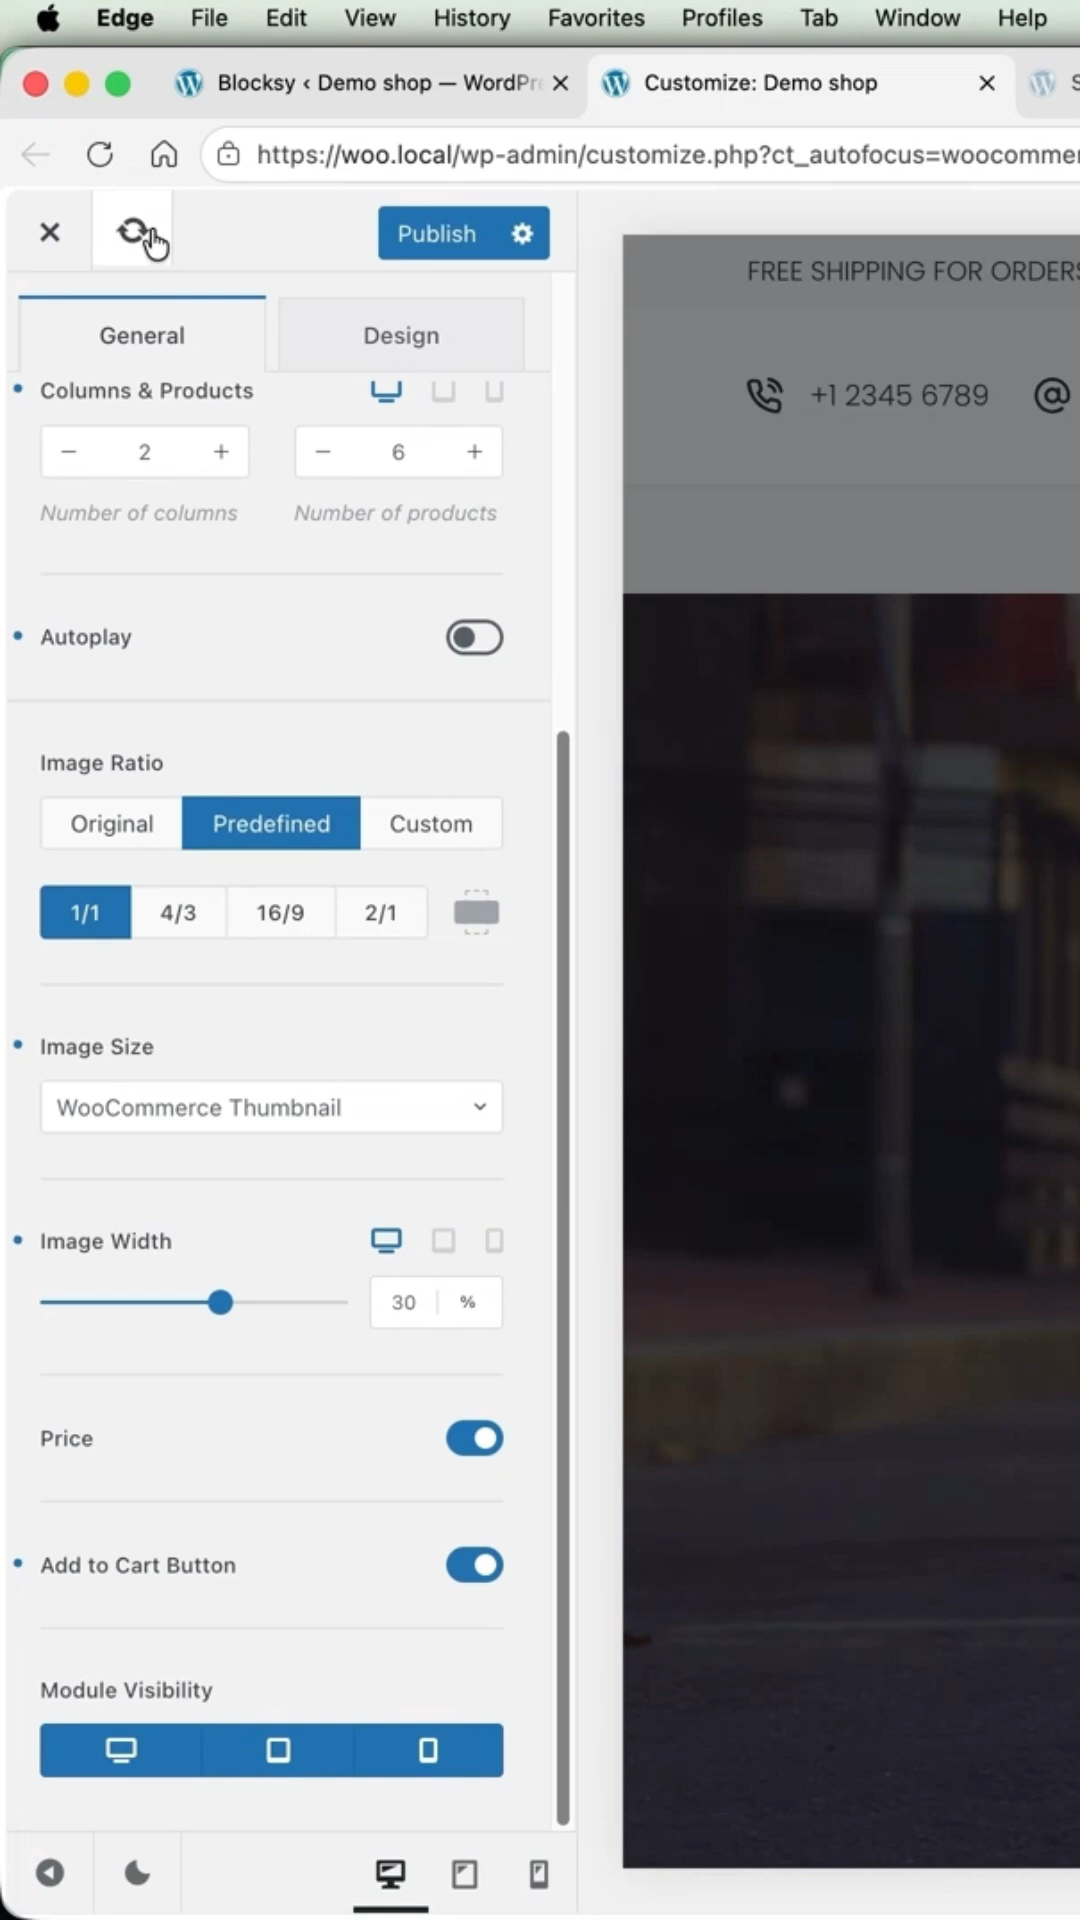 Edge File Edit View History Favorites Profiles Tab Window Help
Blocksy ‹ Demo shop — WordPr
Customize: Demo shop
https://woo.local/wp-admin/customize.php?ct_autofocus=woocommer
Publish
FREE SHIPPING FOR ORDERS
General
Design
+1 2345 6789
Columns & Products
2
6
Number of columns
Number of products
Autoplay
Image Ratio
Original
Predefined
Custom
1/1
4/3
16/9
2/1
Image Size
WooCommerce Thumbnail
Image Width
30 %
Price
Add to Cart Button
Module Visibility